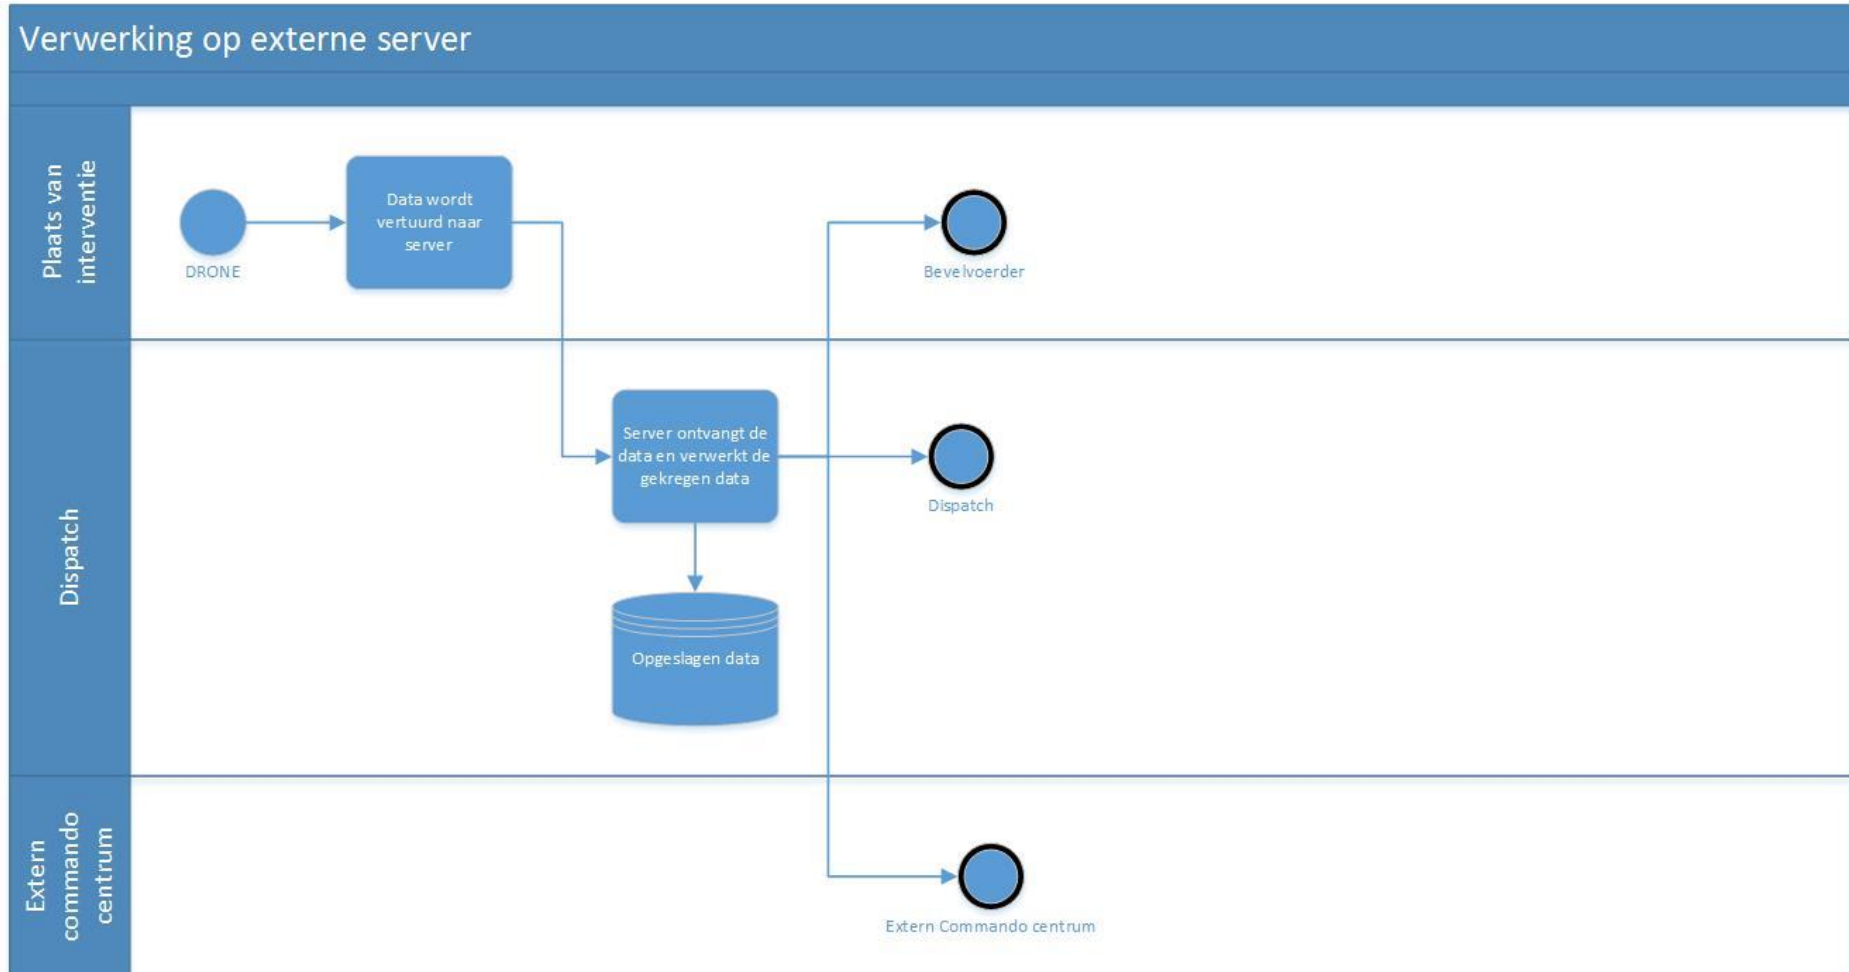 Verwerking op externe server
Plaats van
interventie
DRONE
Data wordt
vertuurd naar
server
Bevelvoerder
Dispatch
Server ontvangt de
data en verwerkt de
gekregen data
Dispatch
Opgeslagen data
Extern
commando
centrum
Extern Commando centrum